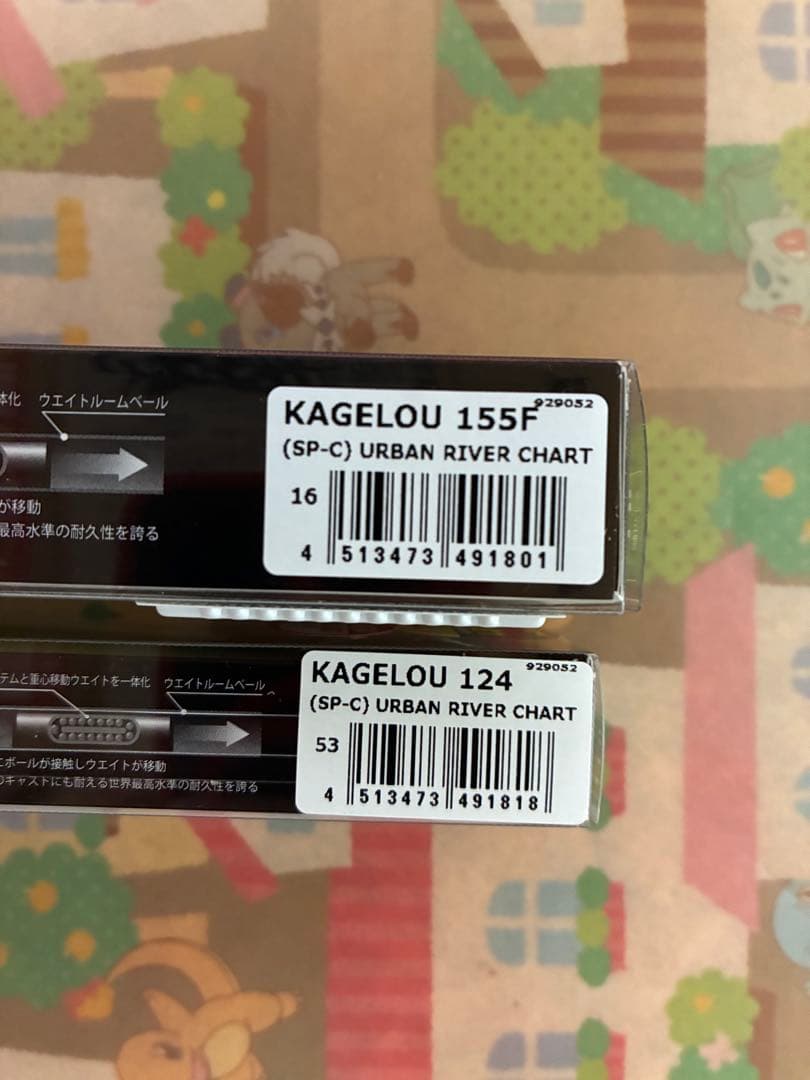 体化 ウエイトルームベール
が移動
最高水準の耐久性を誇る
929052
KAGELOU 155F
(SP-C) URBAN RIVER CHART
16
4 513473 491801
テムと重心移動ウエイトを一体化 ウエイトルームベール
ボールが接触しウエイトが移動
のキャストにも耐える世界最高水準の耐久性を誇る
929052
KAGELOU 124
(SP-C) URBAN RIVER CHART
53
4 513473 491818